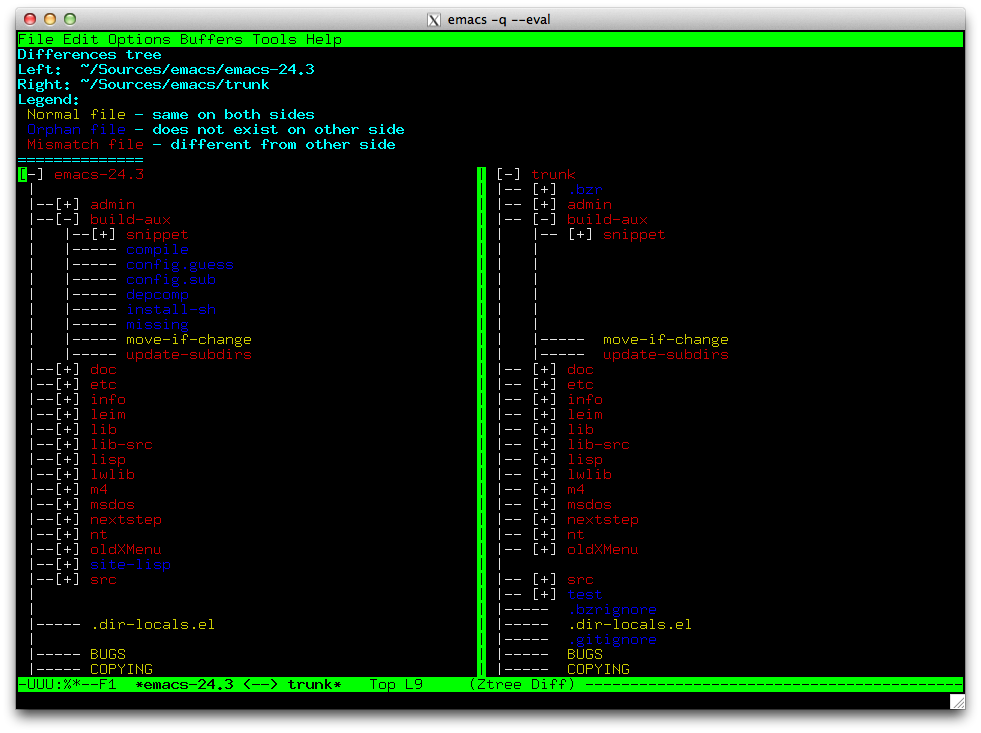 emacs -q --eval
File Edit Options Buffers Tools Help
Differences tree
Left:  ~/Sources/emacs/emacs-24.3
Right: ~/Sources/emacs/trunk
Legend:
 Normal file - same on both sides
 Orphan file - does not exist on other side
 Mismatch file - different from other side
==============
[-] emacs-24.3                                     | [-] trunk
 |                                                 |  |-- [+] .bzr
 |--[+] admin                                      |  |-- [+] admin
 |--[-] build-aux                                  |  |-- [-] build-aux
 |   |--[+] snippet                                |  |   |-- [+] snippet
 |   |----- compile                                |  |   |
 |   |----- config.guess                           |  |   |
 |   |----- config.sub                             |  |   |
 |   |----- depcomp                                |  |   |
 |   |----- install-sh                             |  |   |
 |   |----- missing                                |  |   |
 |   |----- move-if-change                         |  |   |-----  move-if-change
 |   |----- update-subdirs                         |  |   |-----  update-subdirs
 |--[+] doc                                        |  |-- [+] doc
 |--[+] etc                                        |  |-- [+] etc
 |--[+] info                                       |  |-- [+] info
 |--[+] leim                                       |  |-- [+] leim
 |--[+] lib                                        |  |-- [+] lib
 |--[+] lib-src                                    |  |-- [+] lib-src
 |--[+] lisp                                       |  |-- [+] lisp
 |--[+] lwlib                                      |  |-- [+] lwlib
 |--[+] m4                                         |  |-- [+] m4
 |--[+] msdos                                      |  |-- [+] msdos
 |--[+] nextstep                                   |  |-- [+] nextstep
 |--[+] nt                                         |  |-- [+] nt
 |--[+] oldXMenu                                   |  |-- [+] oldXMenu
 |--[+] site-lisp                                  |  |
 |--[+] src                                        |  |-- [+] src
 |                                                 |  |-- [+] test
 |                                                 |  |-----  .bzrignore
 |----- .dir-locals.el                             |  |-----  .dir-locals.el
 |                                                 |  |-----  .gitignore
 |----- BUGS                                       |  |-----  BUGS
 |----- COPYING                                    |  |-----  COPYING
-UUU:%*--F1  *emacs-24.3 <--> trunk*   Top L9     (Ztree Diff) ------------------------------------------